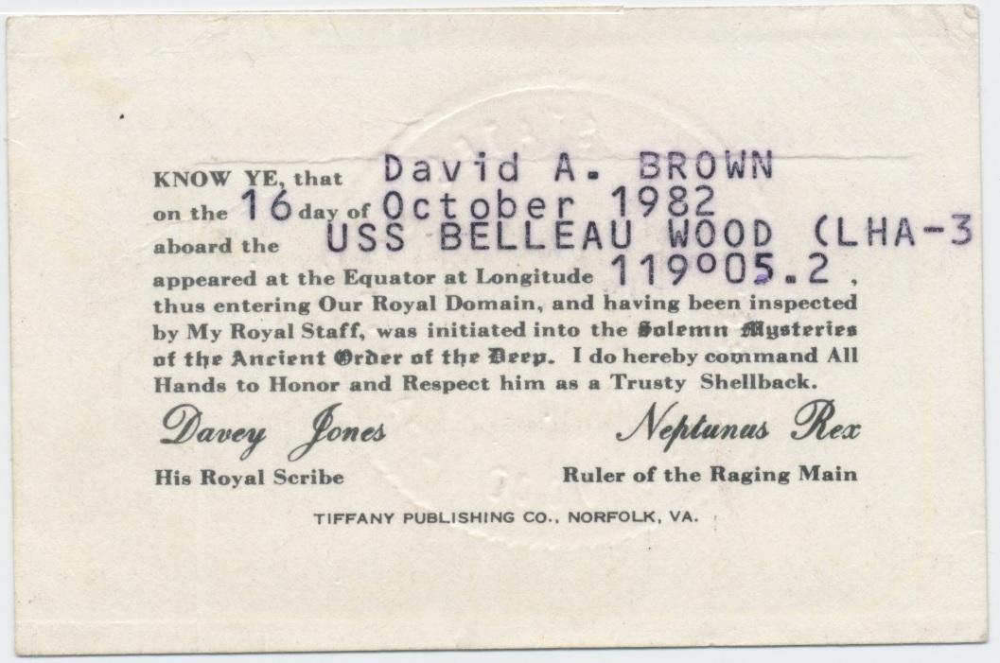 KNOW YE, that David A. BROWN
on the 16 day of October 1982
aboard the USS BELLEAU WOOD (LHA-3
appeared at the Equator at Longitude 119°05.2 ,
thus entering Our Royal Domain, and having been inspected
by My Royal Staff, was initiated into the Solemn Mysteries
of the Ancient Order of the Deep. I do hereby command All
Hands to Honor and Respect him as a Trusty Shellback.
Davey Jones Neptunus Rex
His Royal Scribe Ruler of the Raging Main
TIFFANY PUBLISHING CO., NORFOLK, VA.